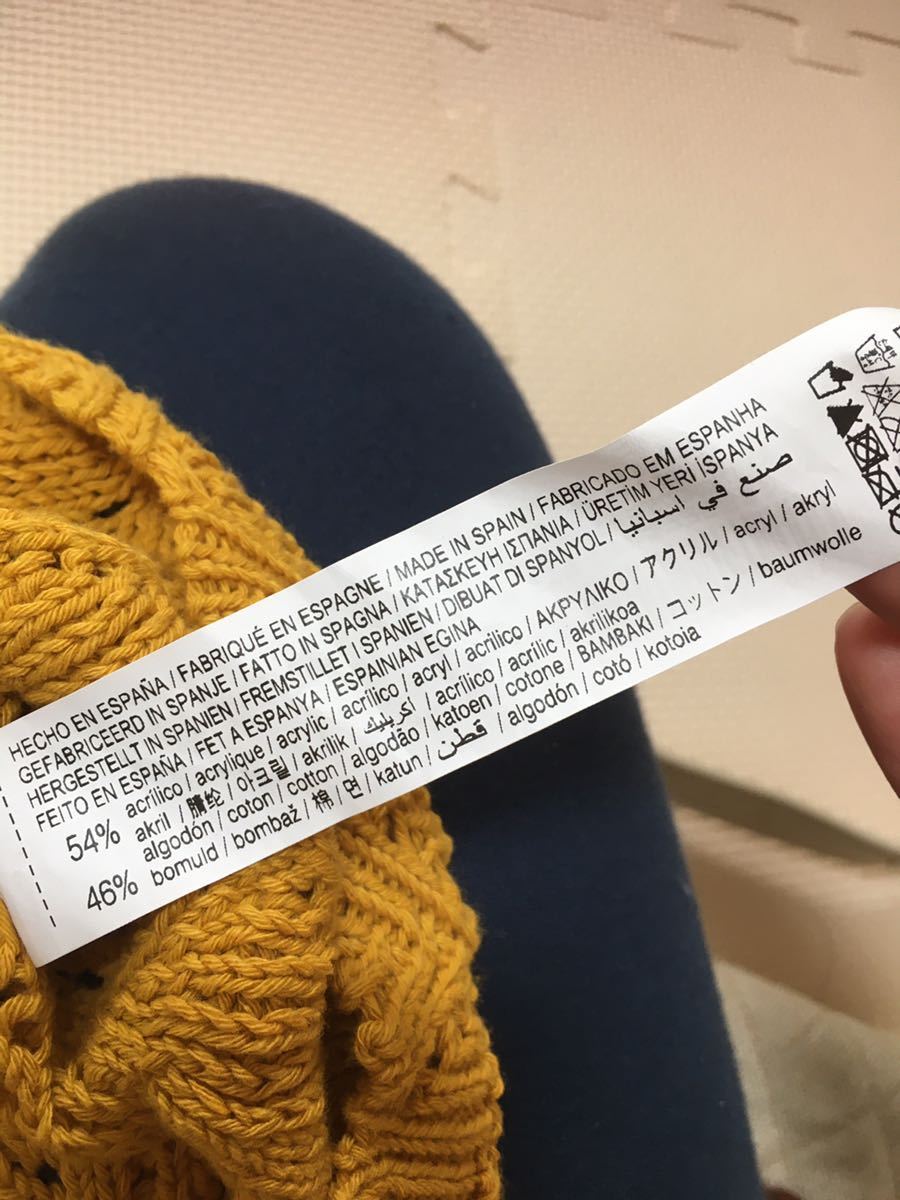 HECHO EN ESPAÑA / FABRIQUÉ EN ESPAGNE / MADE IN SPAIN / FABRICADO EM ESPANHA
GEFABRICEERD IN SPANJE / FATTO IN SPAGNA / ΚΑΤΑΣΚΕΥΗ ΙΣΠΑΝΙΑ / ÜRETİM YERİ İSPANYA
HERGESTELLT IN SPANIEN / FREMSTILLET I SPANIEN / DIBUAT DI SPANYOL / صنع في اسبانيا
FEITO EN ESPAÑA / FET A ESPANYA / ESPAINIAN EGINA
54% acrílico / acrylique / acrylic / acrílico / acryl / acrilico / ΑΚΡΥΛΙΚΟ / アクリル / acryl / akryl
akril / 腈纶 / 아크릴 / akrilik / اكريليك / acrílico / acrílic / akrilikoa
46% algodón / coton / cotton / algodão / katoen / cotone / BAMBAKI / コットン / baumwolle
bomuld / bombaž / 棉 / 면 / katun / قطن / algodón / cotó / kotoia